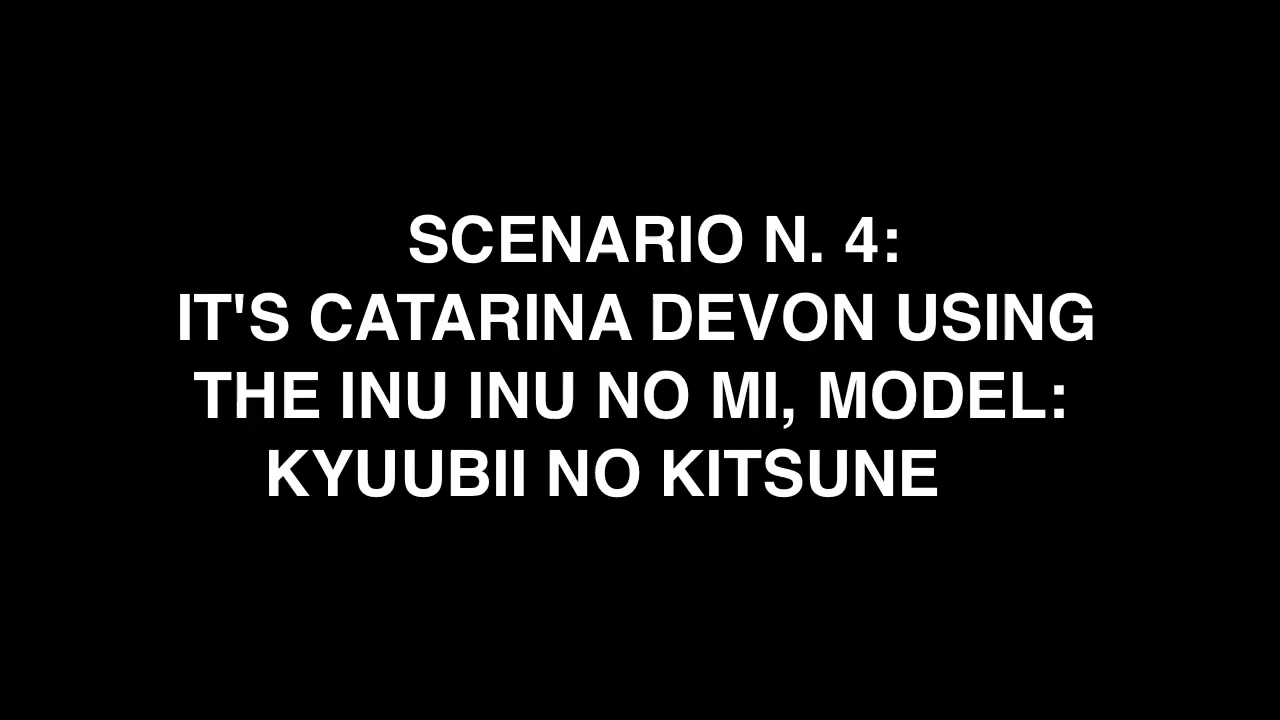 SCENARIO N. 4:
IT'S CATARINA DEVON USING
THE INU INU NO MI, MODEL:
KYUUBII NO KITSUNE